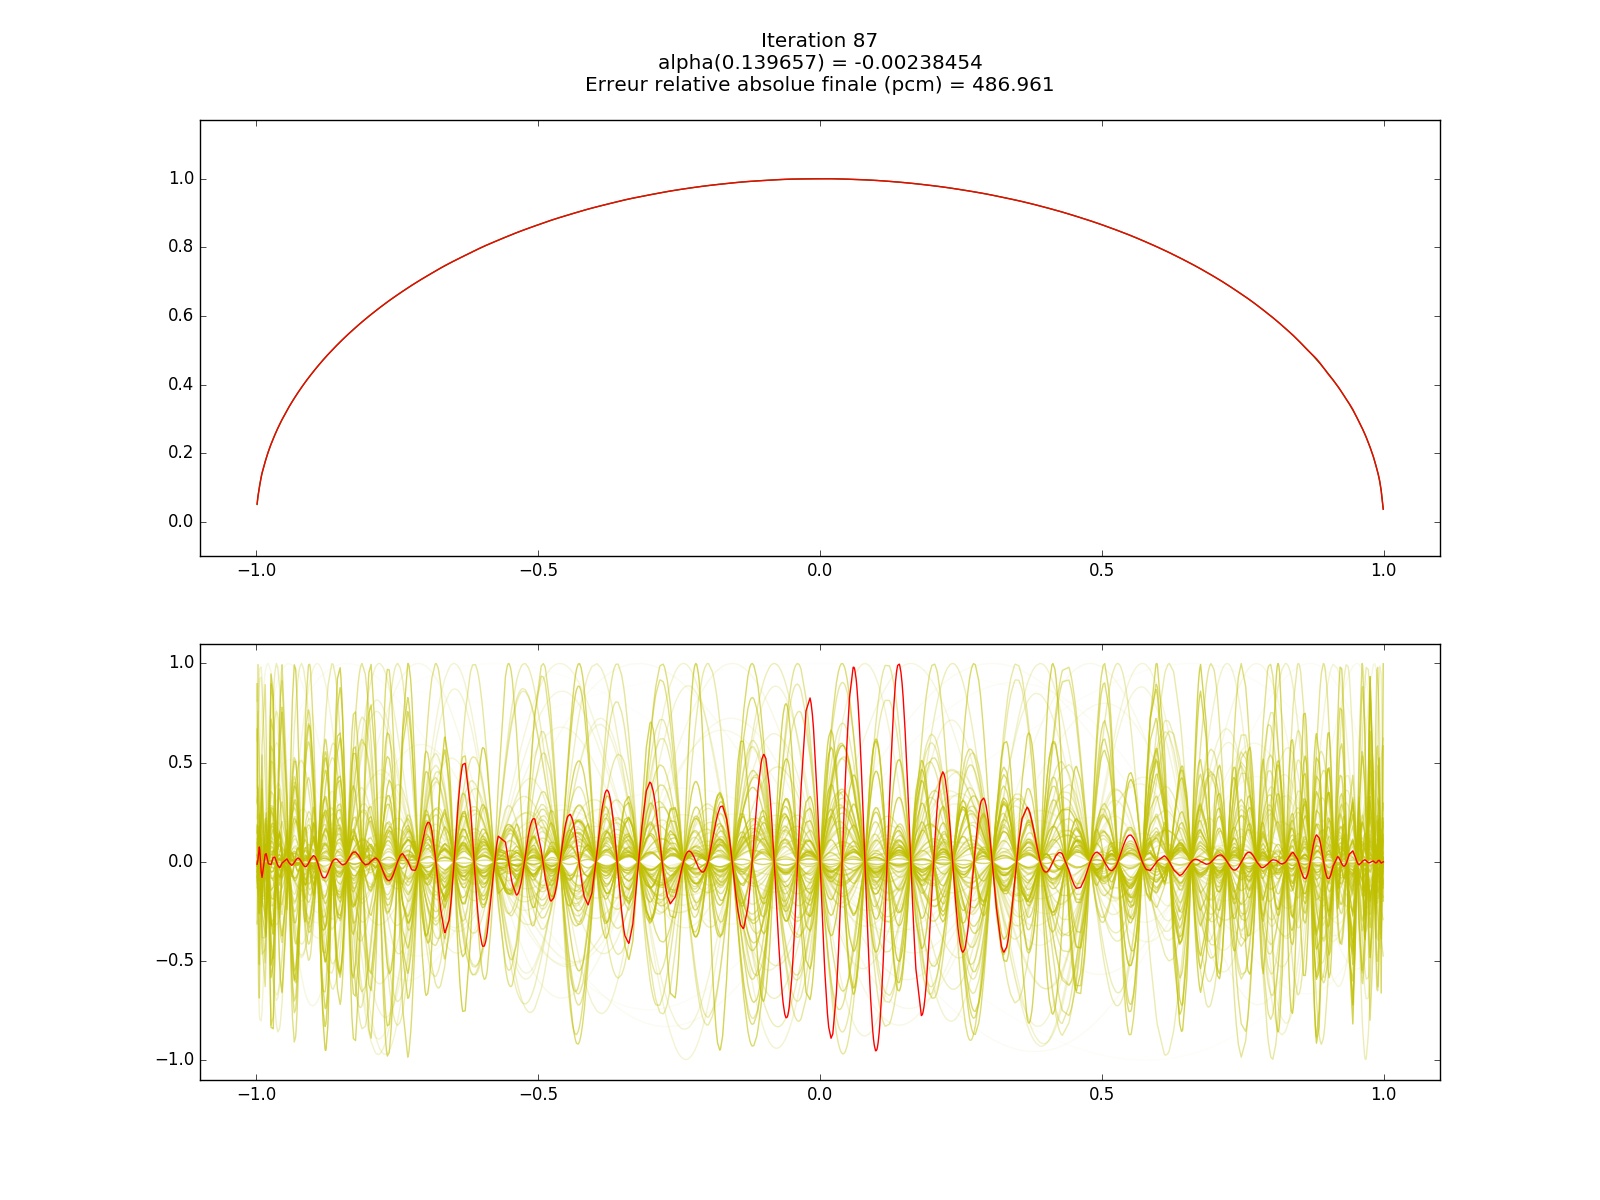 Iteration 87
alpha(0.139657) = -0.00238454
Erreur relative absolue finale (pcm) = 486.961
1.0
0.8
0.6
0.4
0.2
0.0
−1.0 −0.5 0.0 0.5 1.0
1.0
0.5
0.0
−0.5
−1.0
−1.0 −0.5 0.0 0.5 1.0